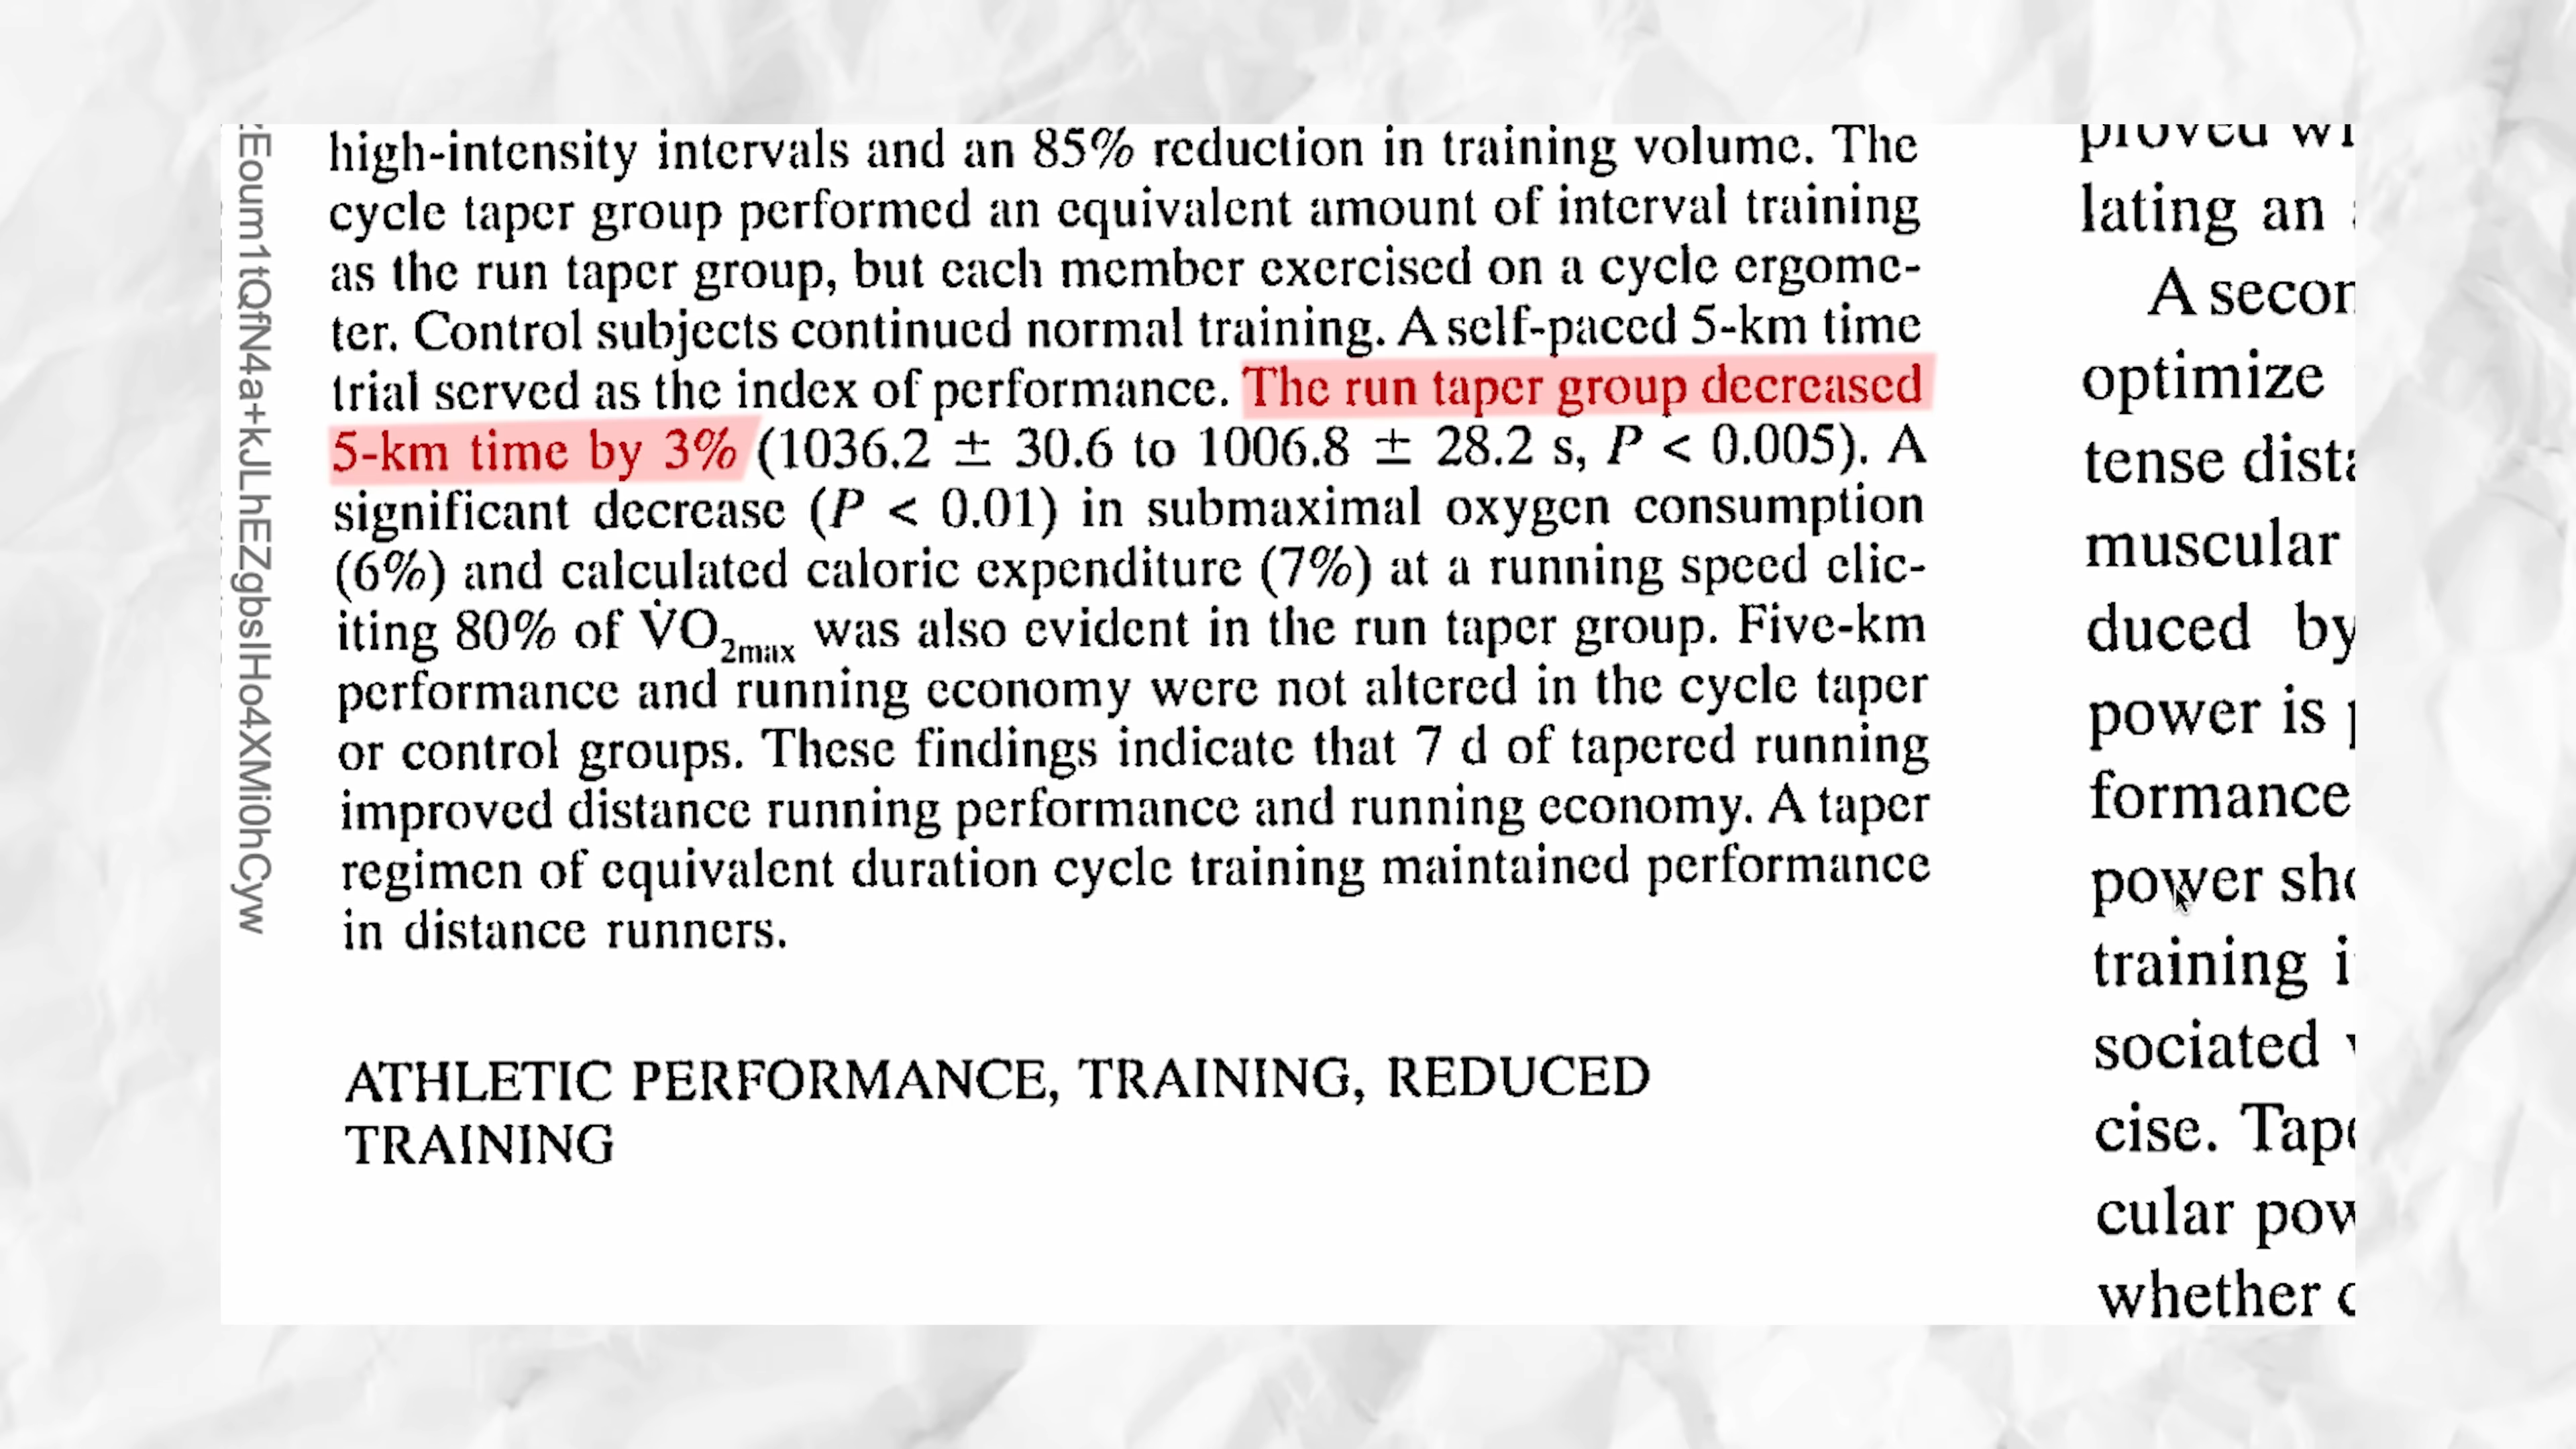 :Eoum1tQfN4a+kJLhEZgbsIHo4XMi0hCyw
high-intensity intervals and an 85% reduction in training volume. The
cycle taper group performed an equivalent amount of interval training
as the run taper group, but each member exercised on a cycle ergome-
ter. Control subjects continued normal training. A self-paced 5-km time
trial served as the index of performance. The run taper group decreased
5-km time by 3% (1036.2 ± 30.6 to 1006.8 ± 28.2 s, P < 0.005). A
significant decrease (P < 0.01) in submaximal oxygen consumption
(6%) and calculated caloric expenditure (7%) at a running speed elic-
iting 80% of V̇O2max was also evident in the run taper group. Five-km
performance and running economy were not altered in the cycle taper
or control groups. These findings indicate that 7 d of tapered running
improved distance running performance and running economy. A taper
regimen of equivalent duration cycle training maintained performance
in distance runners.
ATHLETIC PERFORMANCE, TRAINING, REDUCED
TRAINING
lating an
A
optimize
tense
muscular
duced by
power is
formance
power
training
sociated
cise.
cular
whether